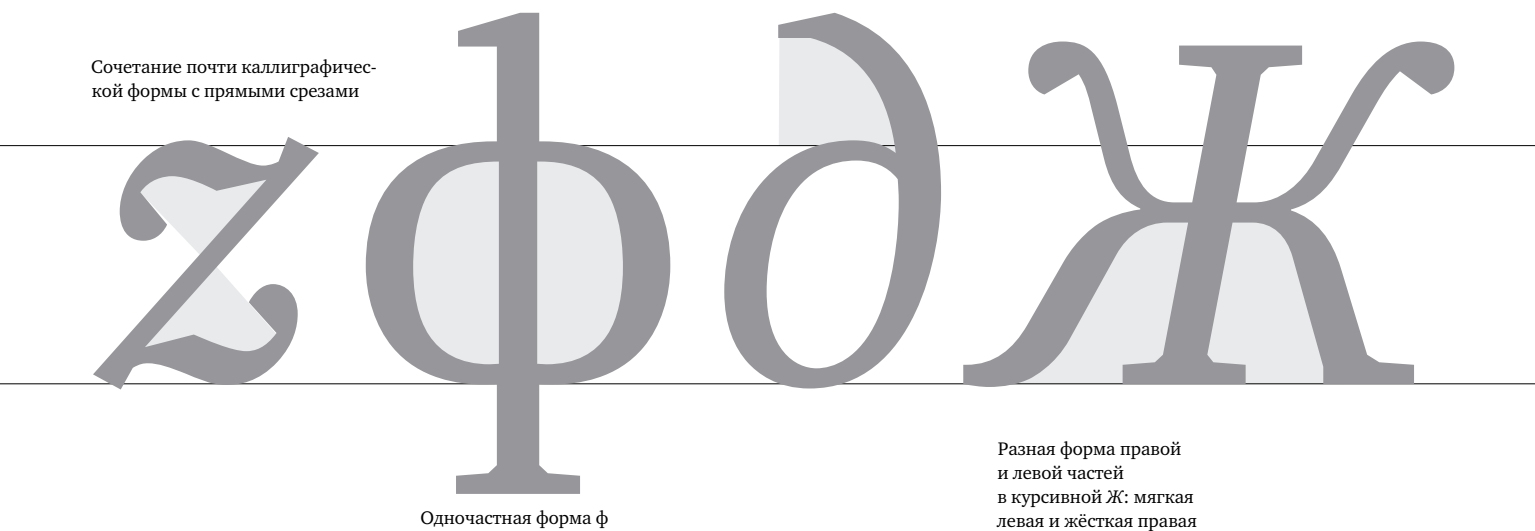 Сочетание почти каллиграфичес-
кой формы с прямыми срезами
zфдЖ
Одночастная форма ф
Разная форма правой
и левой частей
в курсивной Ж: мягкая
левая и жёсткая правая